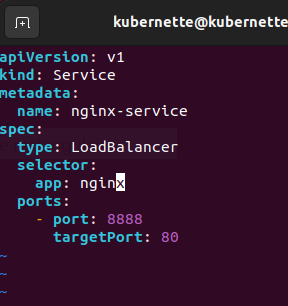 kubernette@kubernette
apiVersion: v1
kind: Service
metadata:
  name: nginx-service
spec:
  type: LoadBalancer
  selector:
    app: nginx
  ports:
    - port: 8888
      targetPort: 80
~
~
~